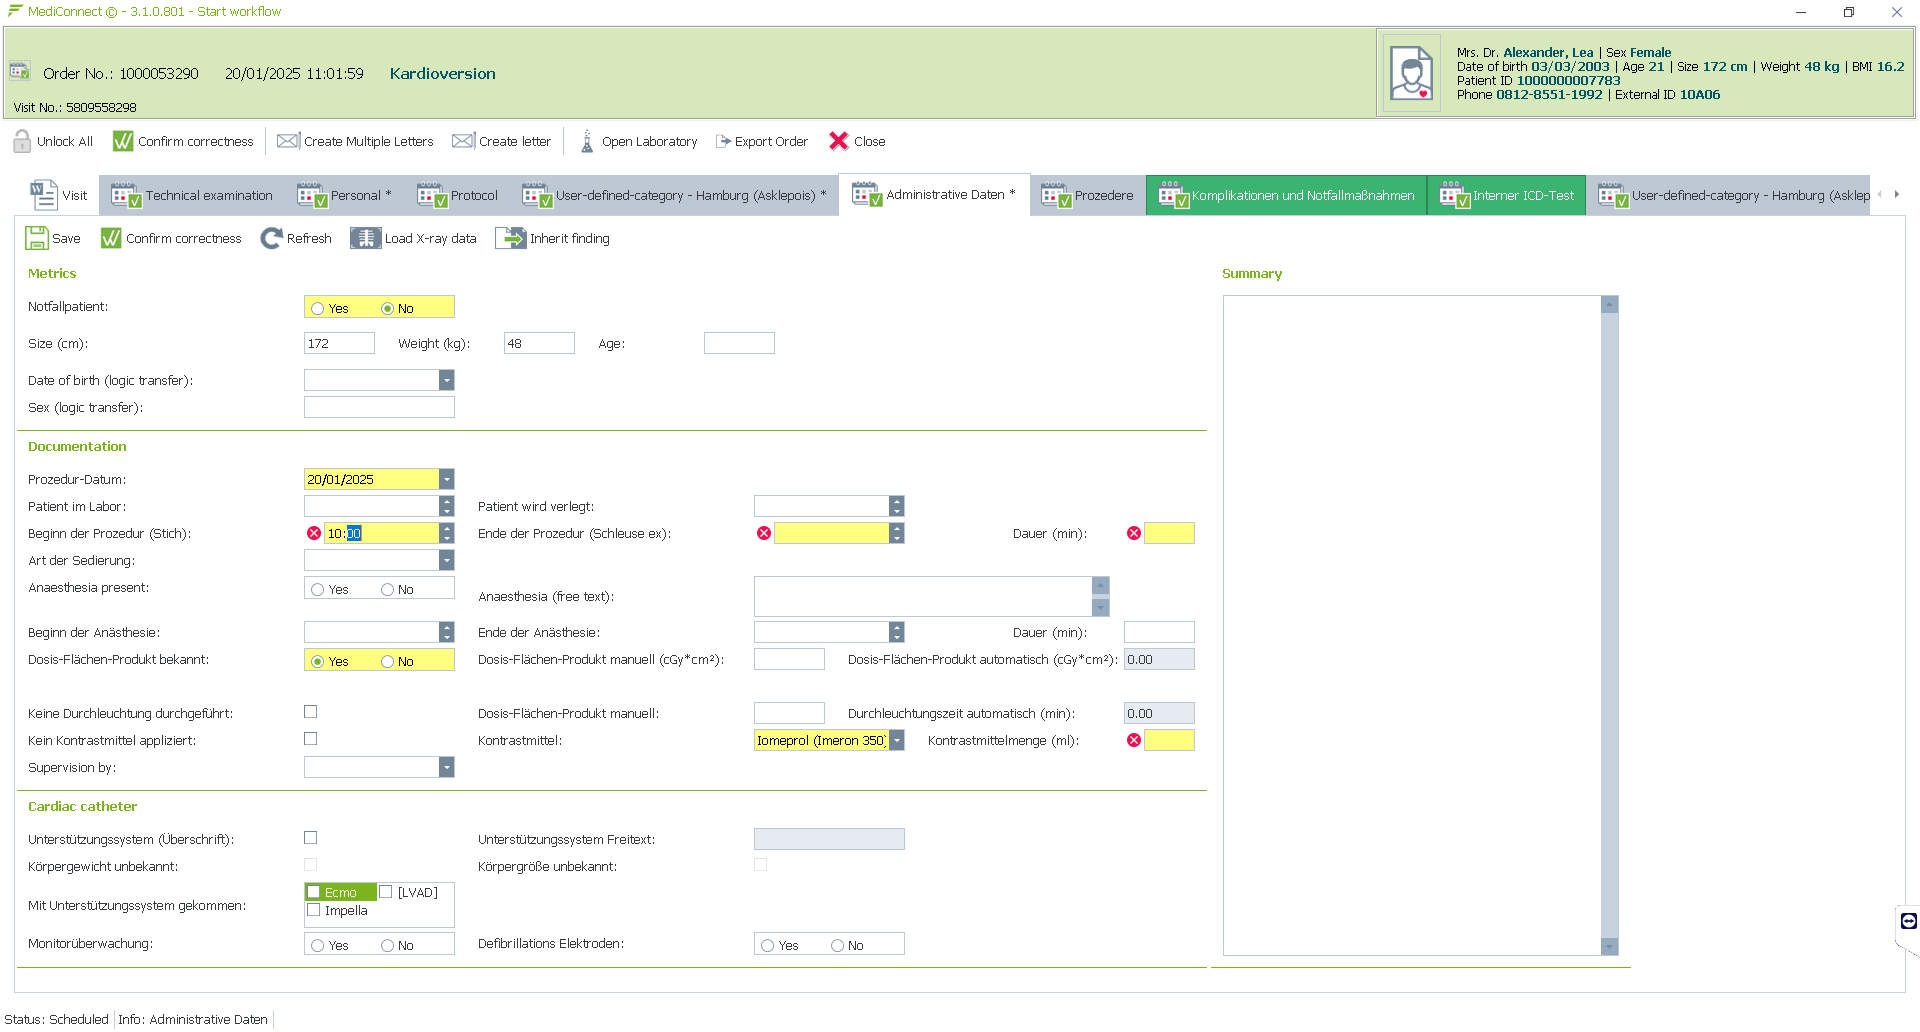 MediConnect © - 3.1.0.801 - Start workflow
Order No.: 1000053290 20/01/2025 11:01:59 Kardioversion
Visit No.: 5809558298
Mrs. Dr. Alexander, Lea | Sex Female
Date of birth 03/03/2003 | Age 21 | Size 172 cm | Weight 48 kg | BMI 16.2
Patient ID 1000000007783
Phone 0812-8551-1992 | External ID 10A06
Unlock All Confirm correctness Create Multiple Letters Create letter Open Laboratory Export Order Close
Visit Technical examination Personal * Protocol User-defined-category - Hamburg (Asklepois) * Administrative Daten * Prozedere Komplikationen und Notfallmaßnahmen Interner ICD-Test User-defined-category - Hamburg (Asklep
Save Confirm correctness Refresh Load X-ray data Inherit finding
Metrics
Notfallpatient: Yes No
Size (cm): 172 Weight (kg): 48 Age:
Date of birth (logic transfer):
Sex (logic transfer):
Documentation
Prozedur-Datum: 20/01/2025
Patient im Labor: Patient wird verlegt:
Beginn der Prozedur (Stich): 10:00 Ende der Prozedur (Schleuse ex): Dauer (min):
Art der Sedierung:
Anaesthesia present: Yes No Anaesthesia (free text):
Beginn der Anästhesie: Ende der Anästhesie: Dauer (min):
Dosis-Flächen-Produkt bekannt: Yes No Dosis-Flächen-Produkt manuell (cGy*cm²): Dosis-Flächen-Produkt automatisch (cGy*cm²): 0.00
Keine Durchleuchtung durchgeführt: Dosis-Flächen-Produkt manuell: Durchleuchtungszeit automatisch (min): 0.00
Kein Kontrastmittel appliziert: Kontrastmittel: Iomeprol (Imeron 350) Kontrastmittelmenge (ml):
Supervision by:
Cardiac catheter
Unterstützungssystem (Überschrift): Unterstützungssystem Freitext:
Körpergewicht unbekannt: Körpergröße unbekannt:
Mit Unterstützungssystem gekommen: Ecmo [LVAD]
Impella
Monitorüberwachung: Yes No Defibrillations Elektroden: Yes No
Summary
Status: Scheduled Info: Administrative Daten